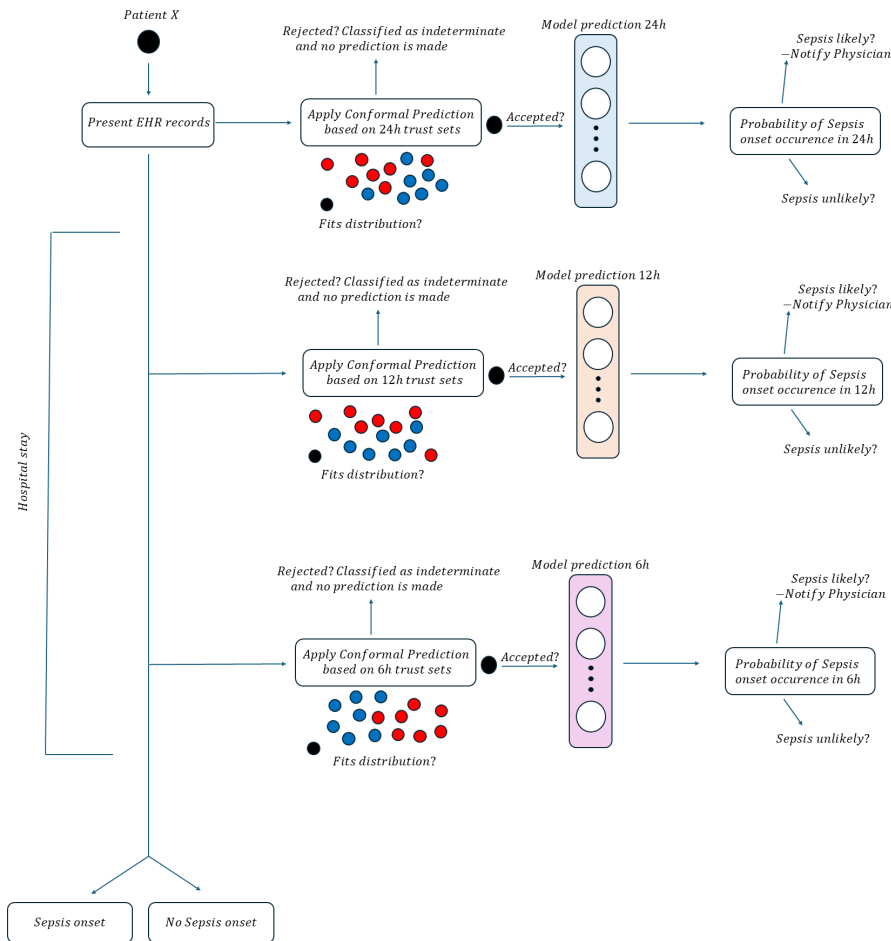 Patient X
Present EHR records
Rejected? Classified as indeterminate
and no prediction is made
Apply Conformal Prediction
based on 24h trust sets
Accepted?
Fits distribution?
Model prediction 24h
Probability of Sepsis
onset occurence in 24h
Sepsis likely?
−Notify Physician
Sepsis unlikely?
Hospital stay
Rejected? Classified as indeterminate
and no prediction is made
Apply Conformal Prediction
based on 12h trust sets
Accepted?
Fits distribution?
Model prediction 12h
Probability of Sepsis
onset occurence in 12h
Sepsis likely?
−Notify Physician
Sepsis unlikely?
Rejected? Classified as indeterminate
and no prediction is made
Apply Conformal Prediction
based on 6h trust sets
Accepted?
Fits distribution?
Model prediction 6h
Probability of Sepsis
onset occurence in 6h
Sepsis likely?
−Notify Physician
Sepsis unlikely?
Sepsis onset
No Sepsis onset